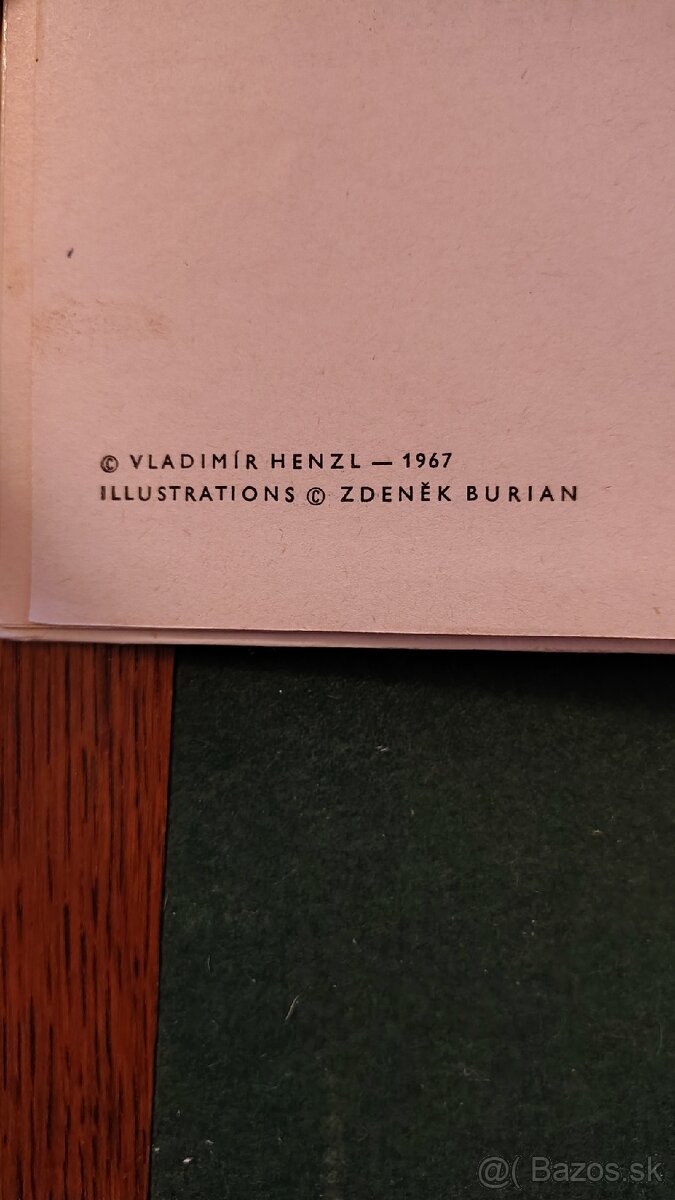 © VLADIMÍR HENZL — 1967
ILLUSTRATIONS © ZDENĚK BURIAN
@( Bazos.sk